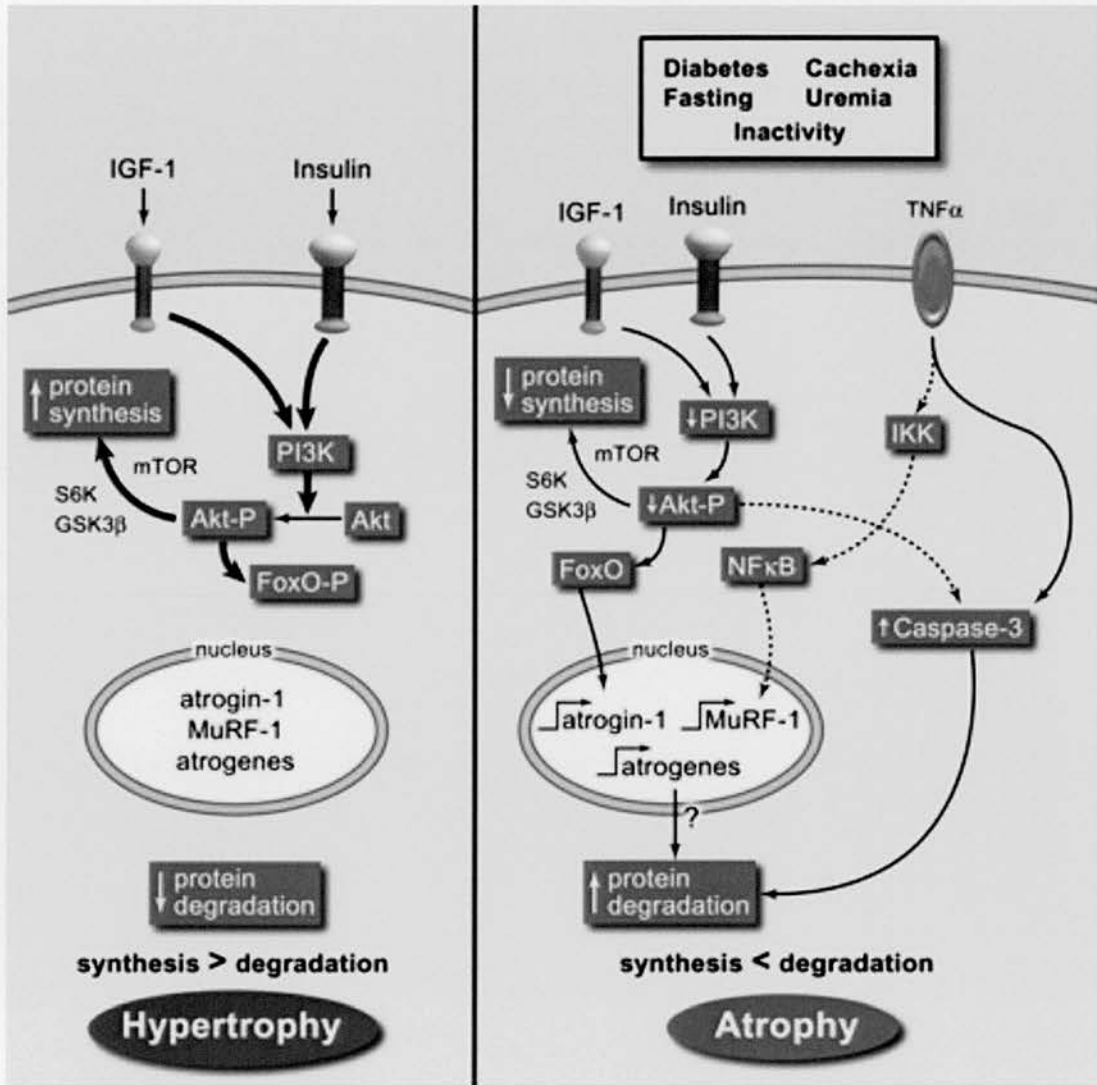 IGF-1
Insulin
↑ protein
synthesis
PI3K
mTOR
S6K
GSK3β
Akt-P
Akt
FoxO-P
nucleus
atrogin-1
MuRF-1
atrogenes
↓ protein
degradation
synthesis > degradation
Hypertrophy
Diabetes Cachexia
Fasting Uremia
Inactivity
IGF-1
Insulin
TNFα
↓ protein
synthesis
↓PI3K
IKK
mTOR
S6K
GSK3β
↓Akt-P
FoxO
NFκB
↑Caspase-3
nucleus
atrogin-1
MuRF-1
atrogenes
?
↑ protein
degradation
synthesis < degradation
Atrophy